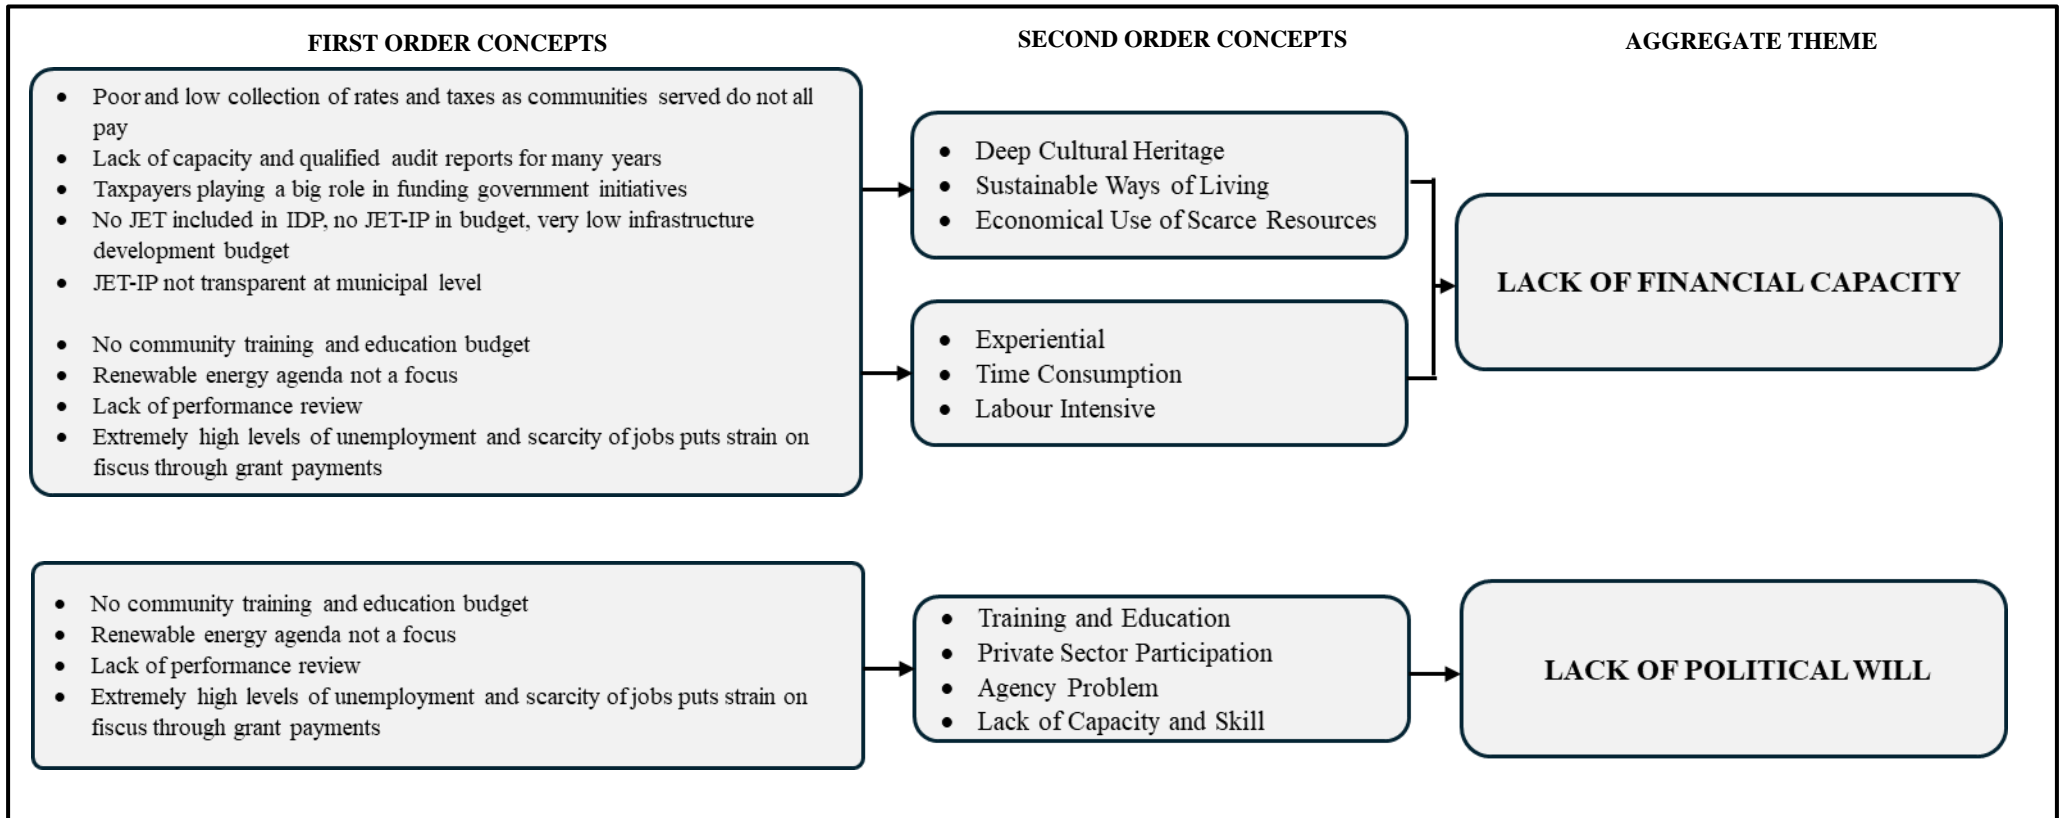 FIRST ORDER CONCEPTS
SECOND ORDER CONCEPTS
AGGREGATE THEME
• Poor and low collection of rates and taxes as communities served do not all
pay
• Lack of capacity and qualified audit reports for many years
• Taxpayers playing a big role in funding government initiatives
• No JET included in IDP, no JET-IP in budget, very low infrastructure
development budget
• JET-IP not transparent at municipal level
• No community training and education budget
• Renewable energy agenda not a focus
• Lack of performance review
• Extremely high levels of unemployment and scarcity of jobs puts strain on
fiscus through grant payments
• Deep Cultural Heritage
• Sustainable Ways of Living
• Economical Use of Scarce Resources
• Experiential
• Time Consumption
• Labour Intensive
LACK OF FINANCIAL CAPACITY
• No community training and education budget
• Renewable energy agenda not a focus
• Lack of performance review
• Extremely high levels of unemployment and scarcity of jobs puts strain on
fiscus through grant payments
• Training and Education
• Private Sector Participation
• Agency Problem
• Lack of Capacity and Skill
LACK OF POLITICAL WILL